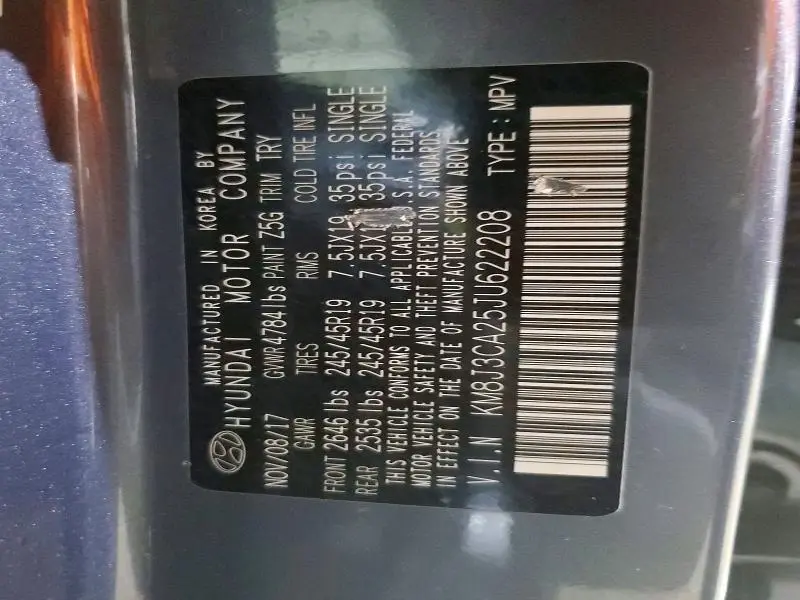 MANUFACTURED IN KOREA BY
HYUNDAI MOTOR COMPANY
NOV/08/17 GVWR 4784 lbs PAINT Z5G TRIM TRY
GAWR TIRES RIMS COLD TIRE INFL
FRONT 2646 lbs 245/45R19 7.5JX19 35psi SINGLE
REAR 2535 lbs 245/45R19 7.5JX1 35psi SINGLE
THIS VEHICLE CONFORMS TO ALL APPLICABLE U.S.A. FEDERAL
MOTOR VEHICLE SAFETY AND THEFT PREVENTION STANDARDS
IN EFFECT ON THE DATE OF MANUFACTURE SHOWN ABOVE
V.I.N KM8J3CA25JU622208 TYPE : MPV